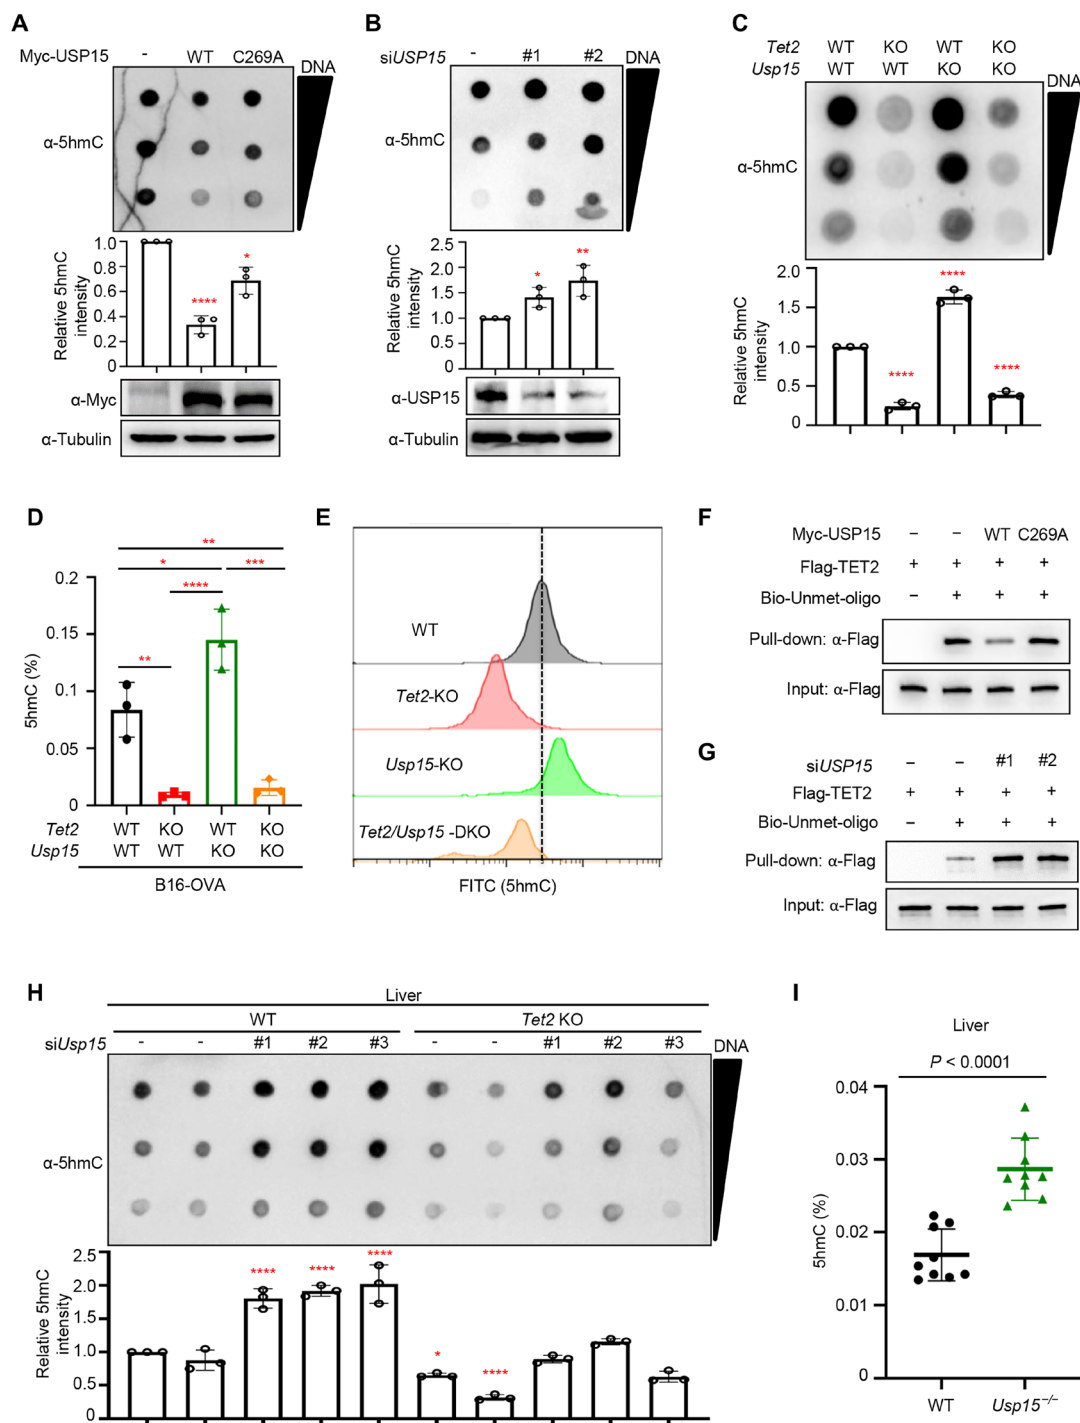 A
Myc-USP15 - WT C269A
DNA
α-5hmC
Relative 5hmC
intensity
1.0
0.8
0.6
0.4
0.2
0
****
*
α-Myc
α-Tubulin
B
siUSP15 - #1 #2
DNA
α-5hmC
Relative 5hmC
intensity
2.5
2.0
1.5
1.0
0.5
0
*
**
α-USP15
α-Tubulin
C
Tet2 WT KO WT KO
Usp15 WT WT KO KO
DNA
α-5hmC
Relative 5hmC
intensity
2.0
1.0
0.5
0
****
****
****
D
**
* ***
****
**
5hmC (%)
0.2
0.15
0.1
0.05
0
Tet2 WT KO WT KO
Usp15 WT WT KO KO
B16-OVA
E
WT
Tet2-KO
Usp15-KO
Tet2/Usp15 -DKO
FITC (5hmC)
F
Myc-USP15 – – WT C269A
Flag-TET2 + + + +
Bio-Unmet-oligo – + + +
Pull-down: α-Flag
Input: α-Flag
G
siUSP15 – – #1 #2
Flag-TET2 + + + +
Bio-Unmet-oligo – + + +
Pull-down: α-Flag
Input: α-Flag
H
Liver
WT Tet2 KO
siUsp15 - - #1 #2 #3 - - #1 #2 #3
DNA
α-5hmC
Relative 5hmC
intensity
2.5
2.0
1.5
1.0
0.5
0
****
****
****
*
****
I
Liver
P < 0.0001
5hmC (%)
0.04
0.03
0.02
0.01
0
WT Usp15⁻/⁻